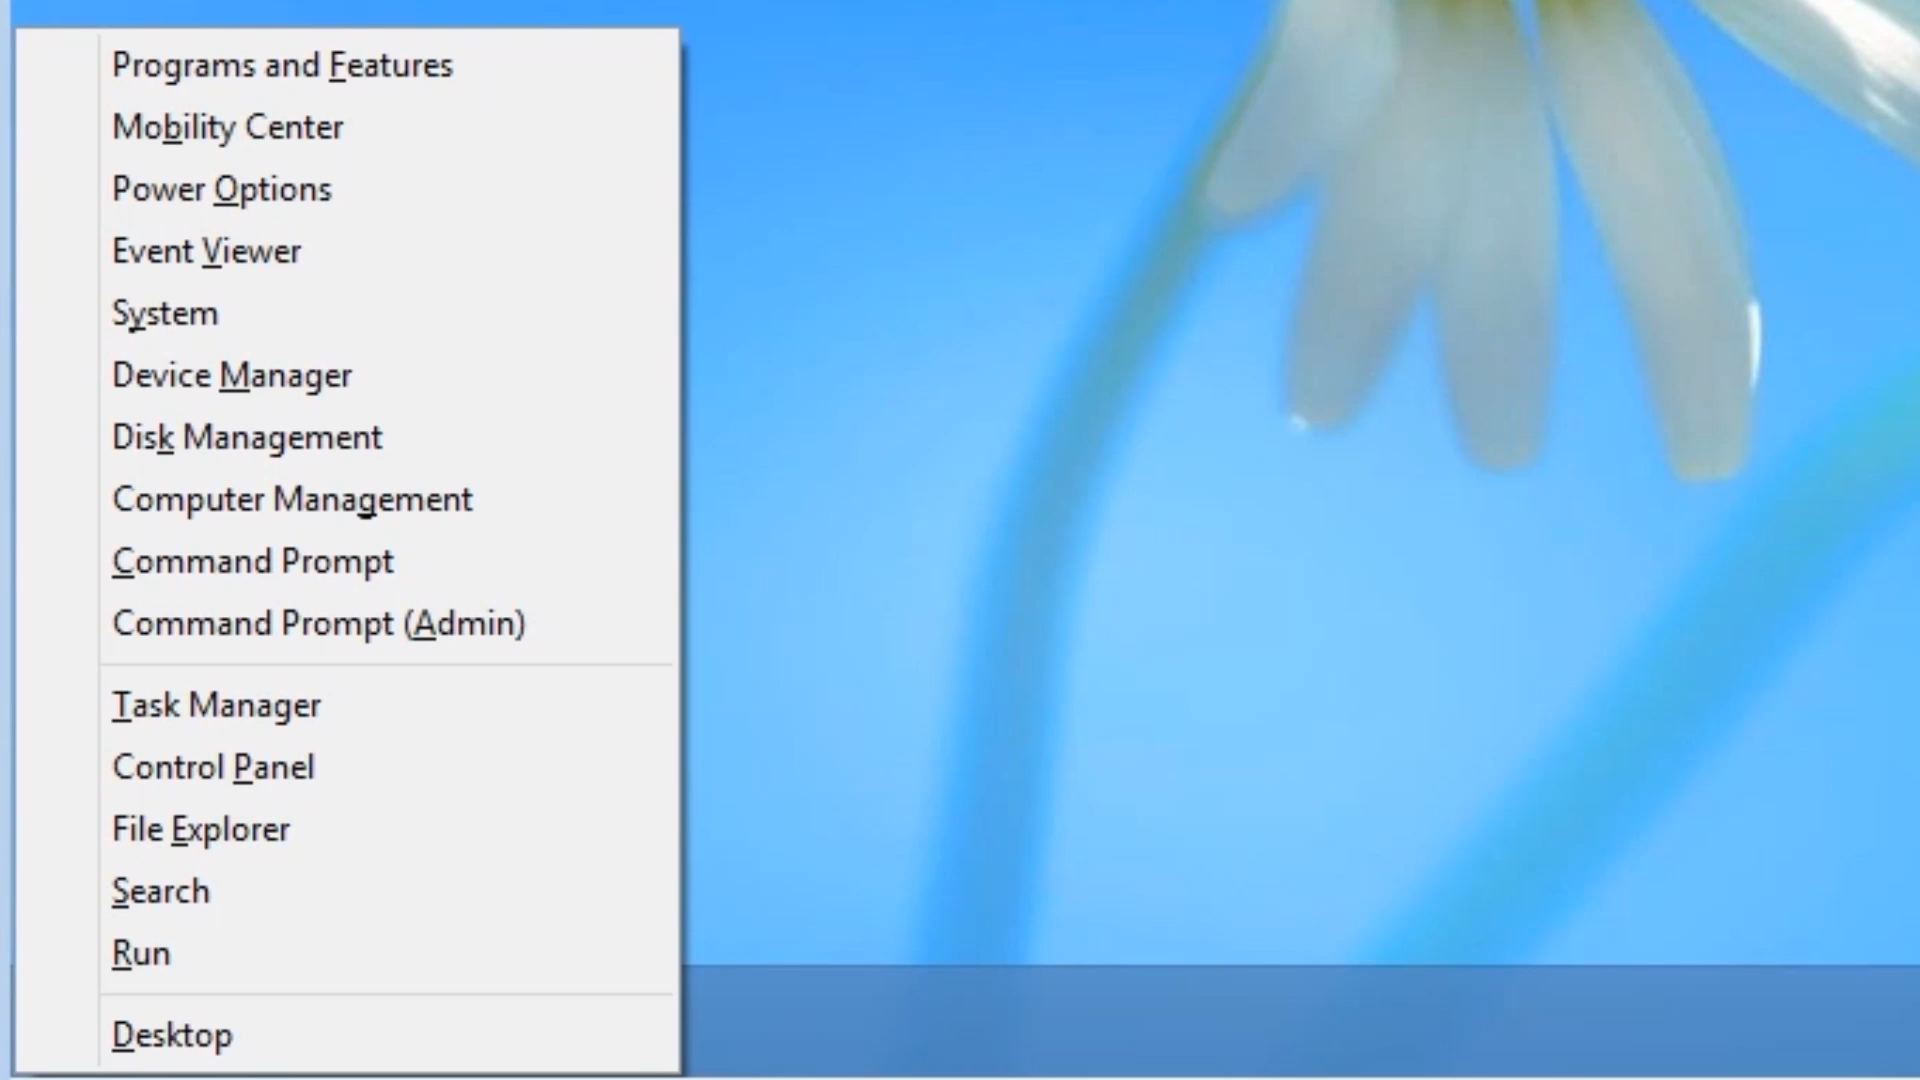 Programs and Features
Mobility Center
Power Options
Event Viewer
System
Device Manager
Disk Management
Computer Management
Command Prompt
Command Prompt (Admin)
Task Manager
Control Panel
File Explorer
Search
Run
Desktop